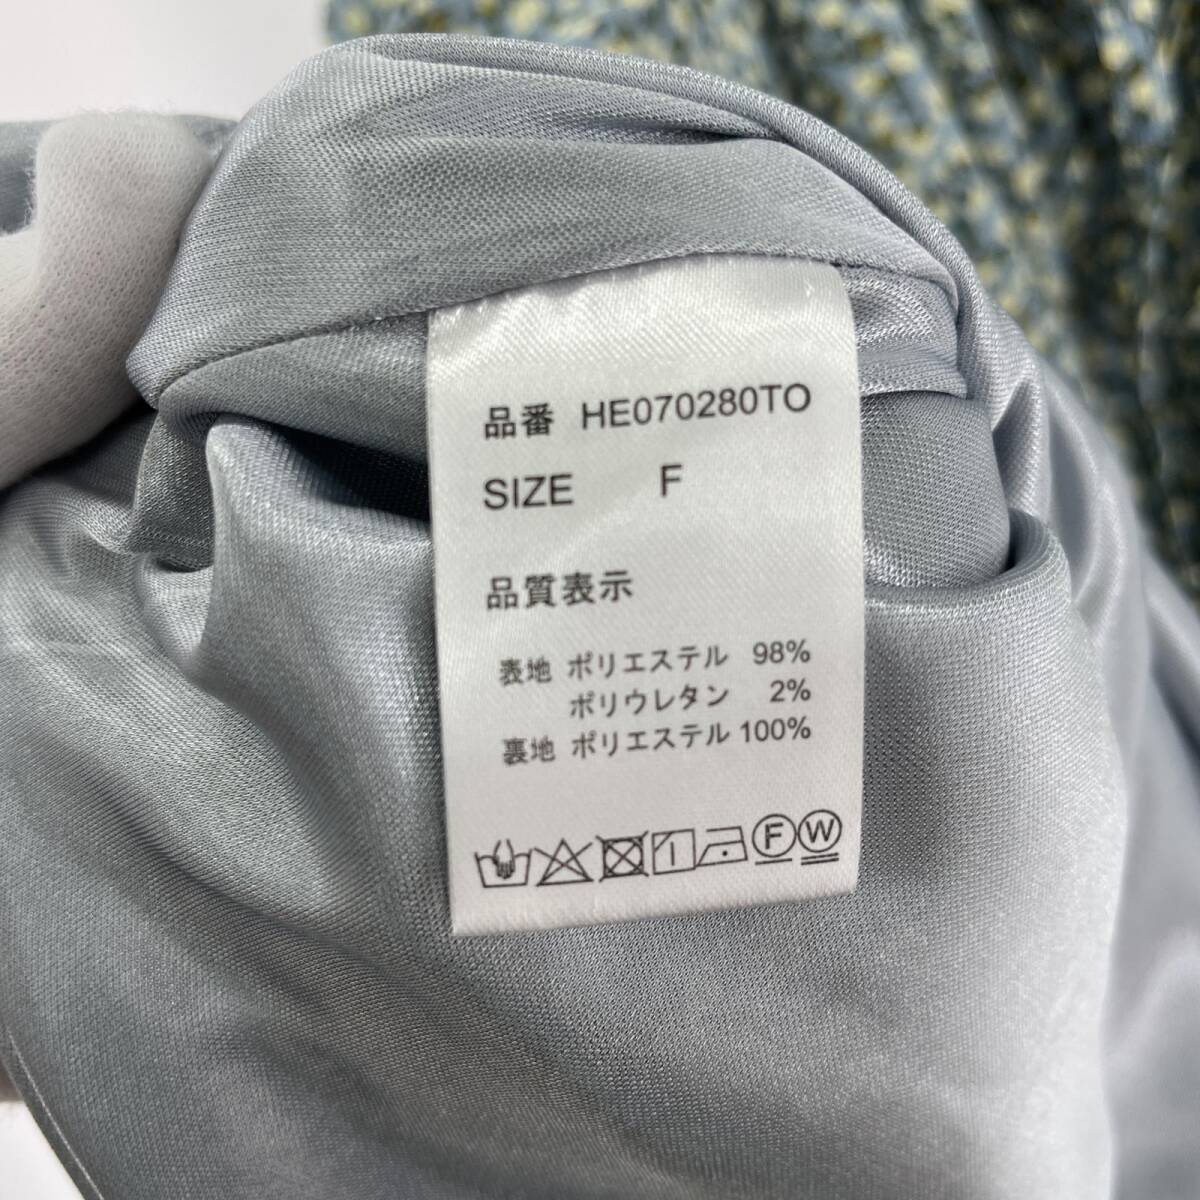 品番 HE070280TO
SIZE F
品質表示
表地 ポリエステル 98%
ポリウレタン 2%
裏地 ポリエステル 100%
F W